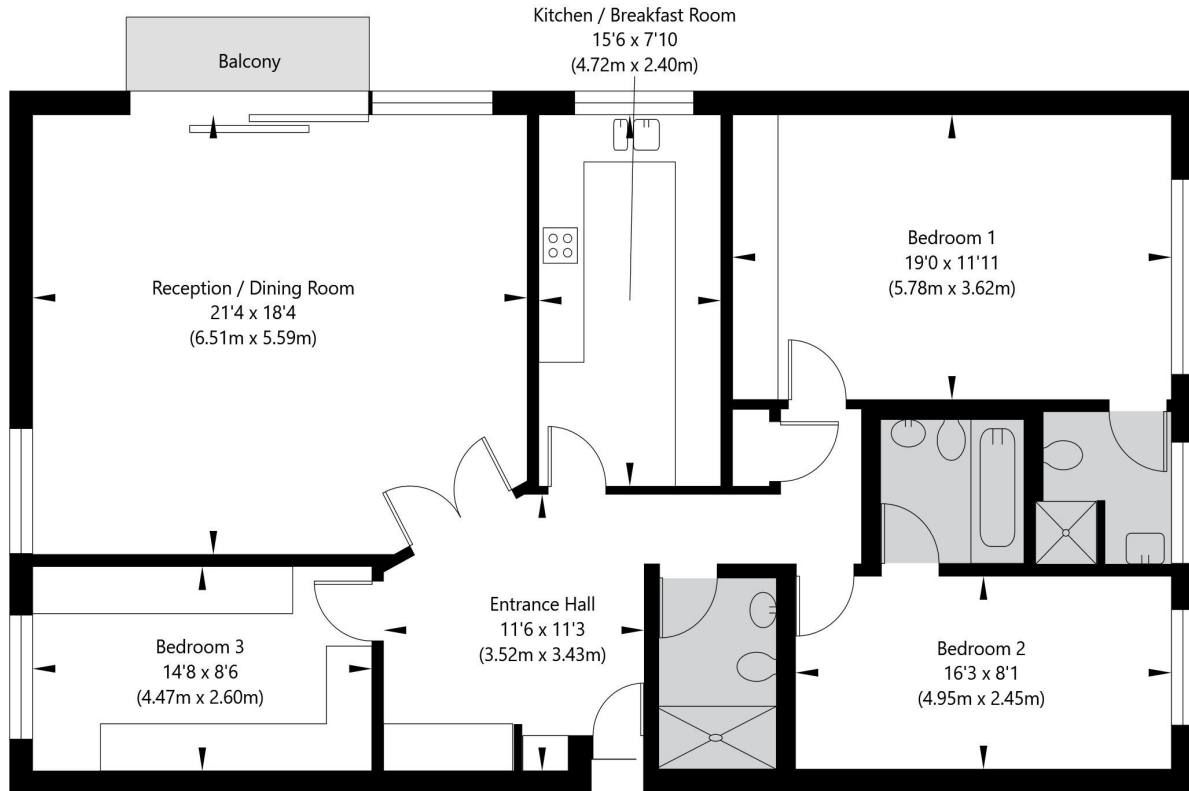 Kitchen / Breakfast Room
15'6 x 7'10
(4.72m x 2.40m)
Balcony
Reception / Dining Room
21'4 x 18'4
(6.51m x 5.59m)
Bedroom 1
19'0 x 11'11
(5.78m x 3.62m)
Entrance Hall
11'6 x 11'3
(3.52m x 3.43m)
Bedroom 3
14'8 x 8'6
(4.47m x 2.60m)
Bedroom 2
16'3 x 8'1
(4.95m x 2.45m)